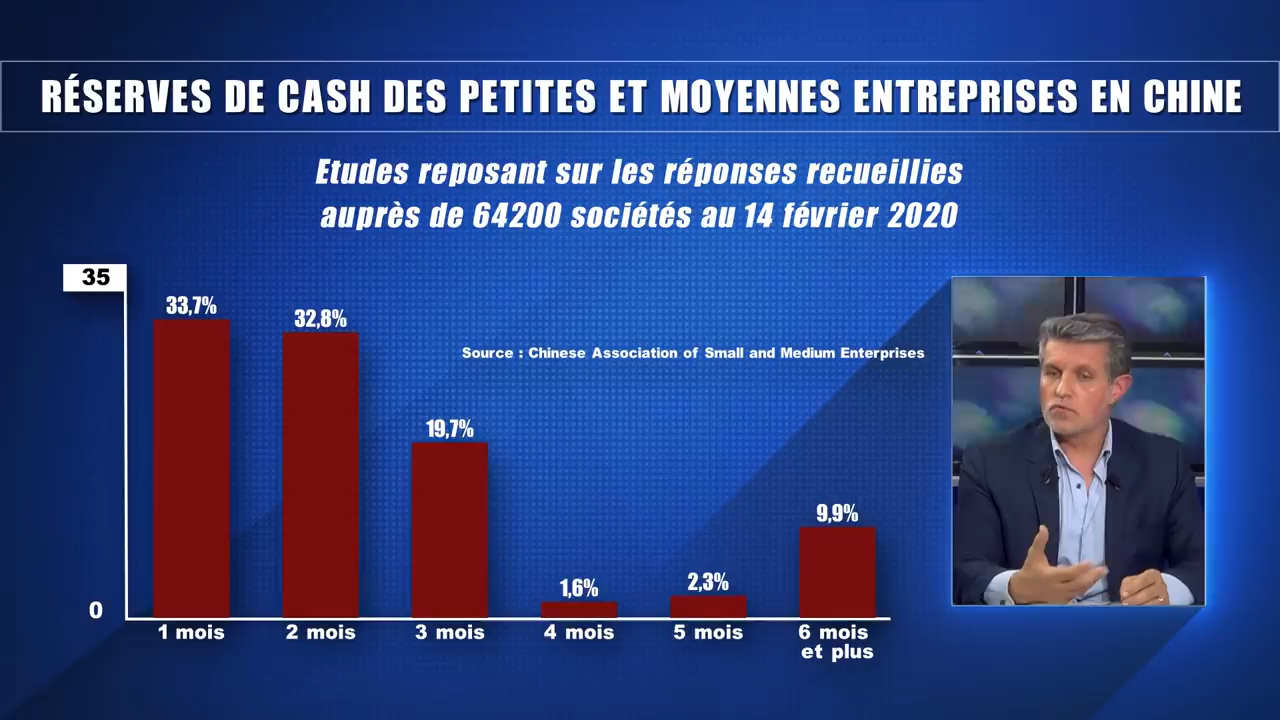 RÉSERVES DE CASH DES PETITES ET MOYENNES ENTREPRISES EN CHINE
Etudes reposant sur les réponses recueillies
auprès de 64200 sociétés au 14 février 2020
35
33,7%
32,8%
Source : Chinese Association of Small and Medium Enterprises
19,7%
9,9%
1,6%
2,3%
0
1 mois
2 mois
3 mois
4 mois
5 mois
6 mois
et plus